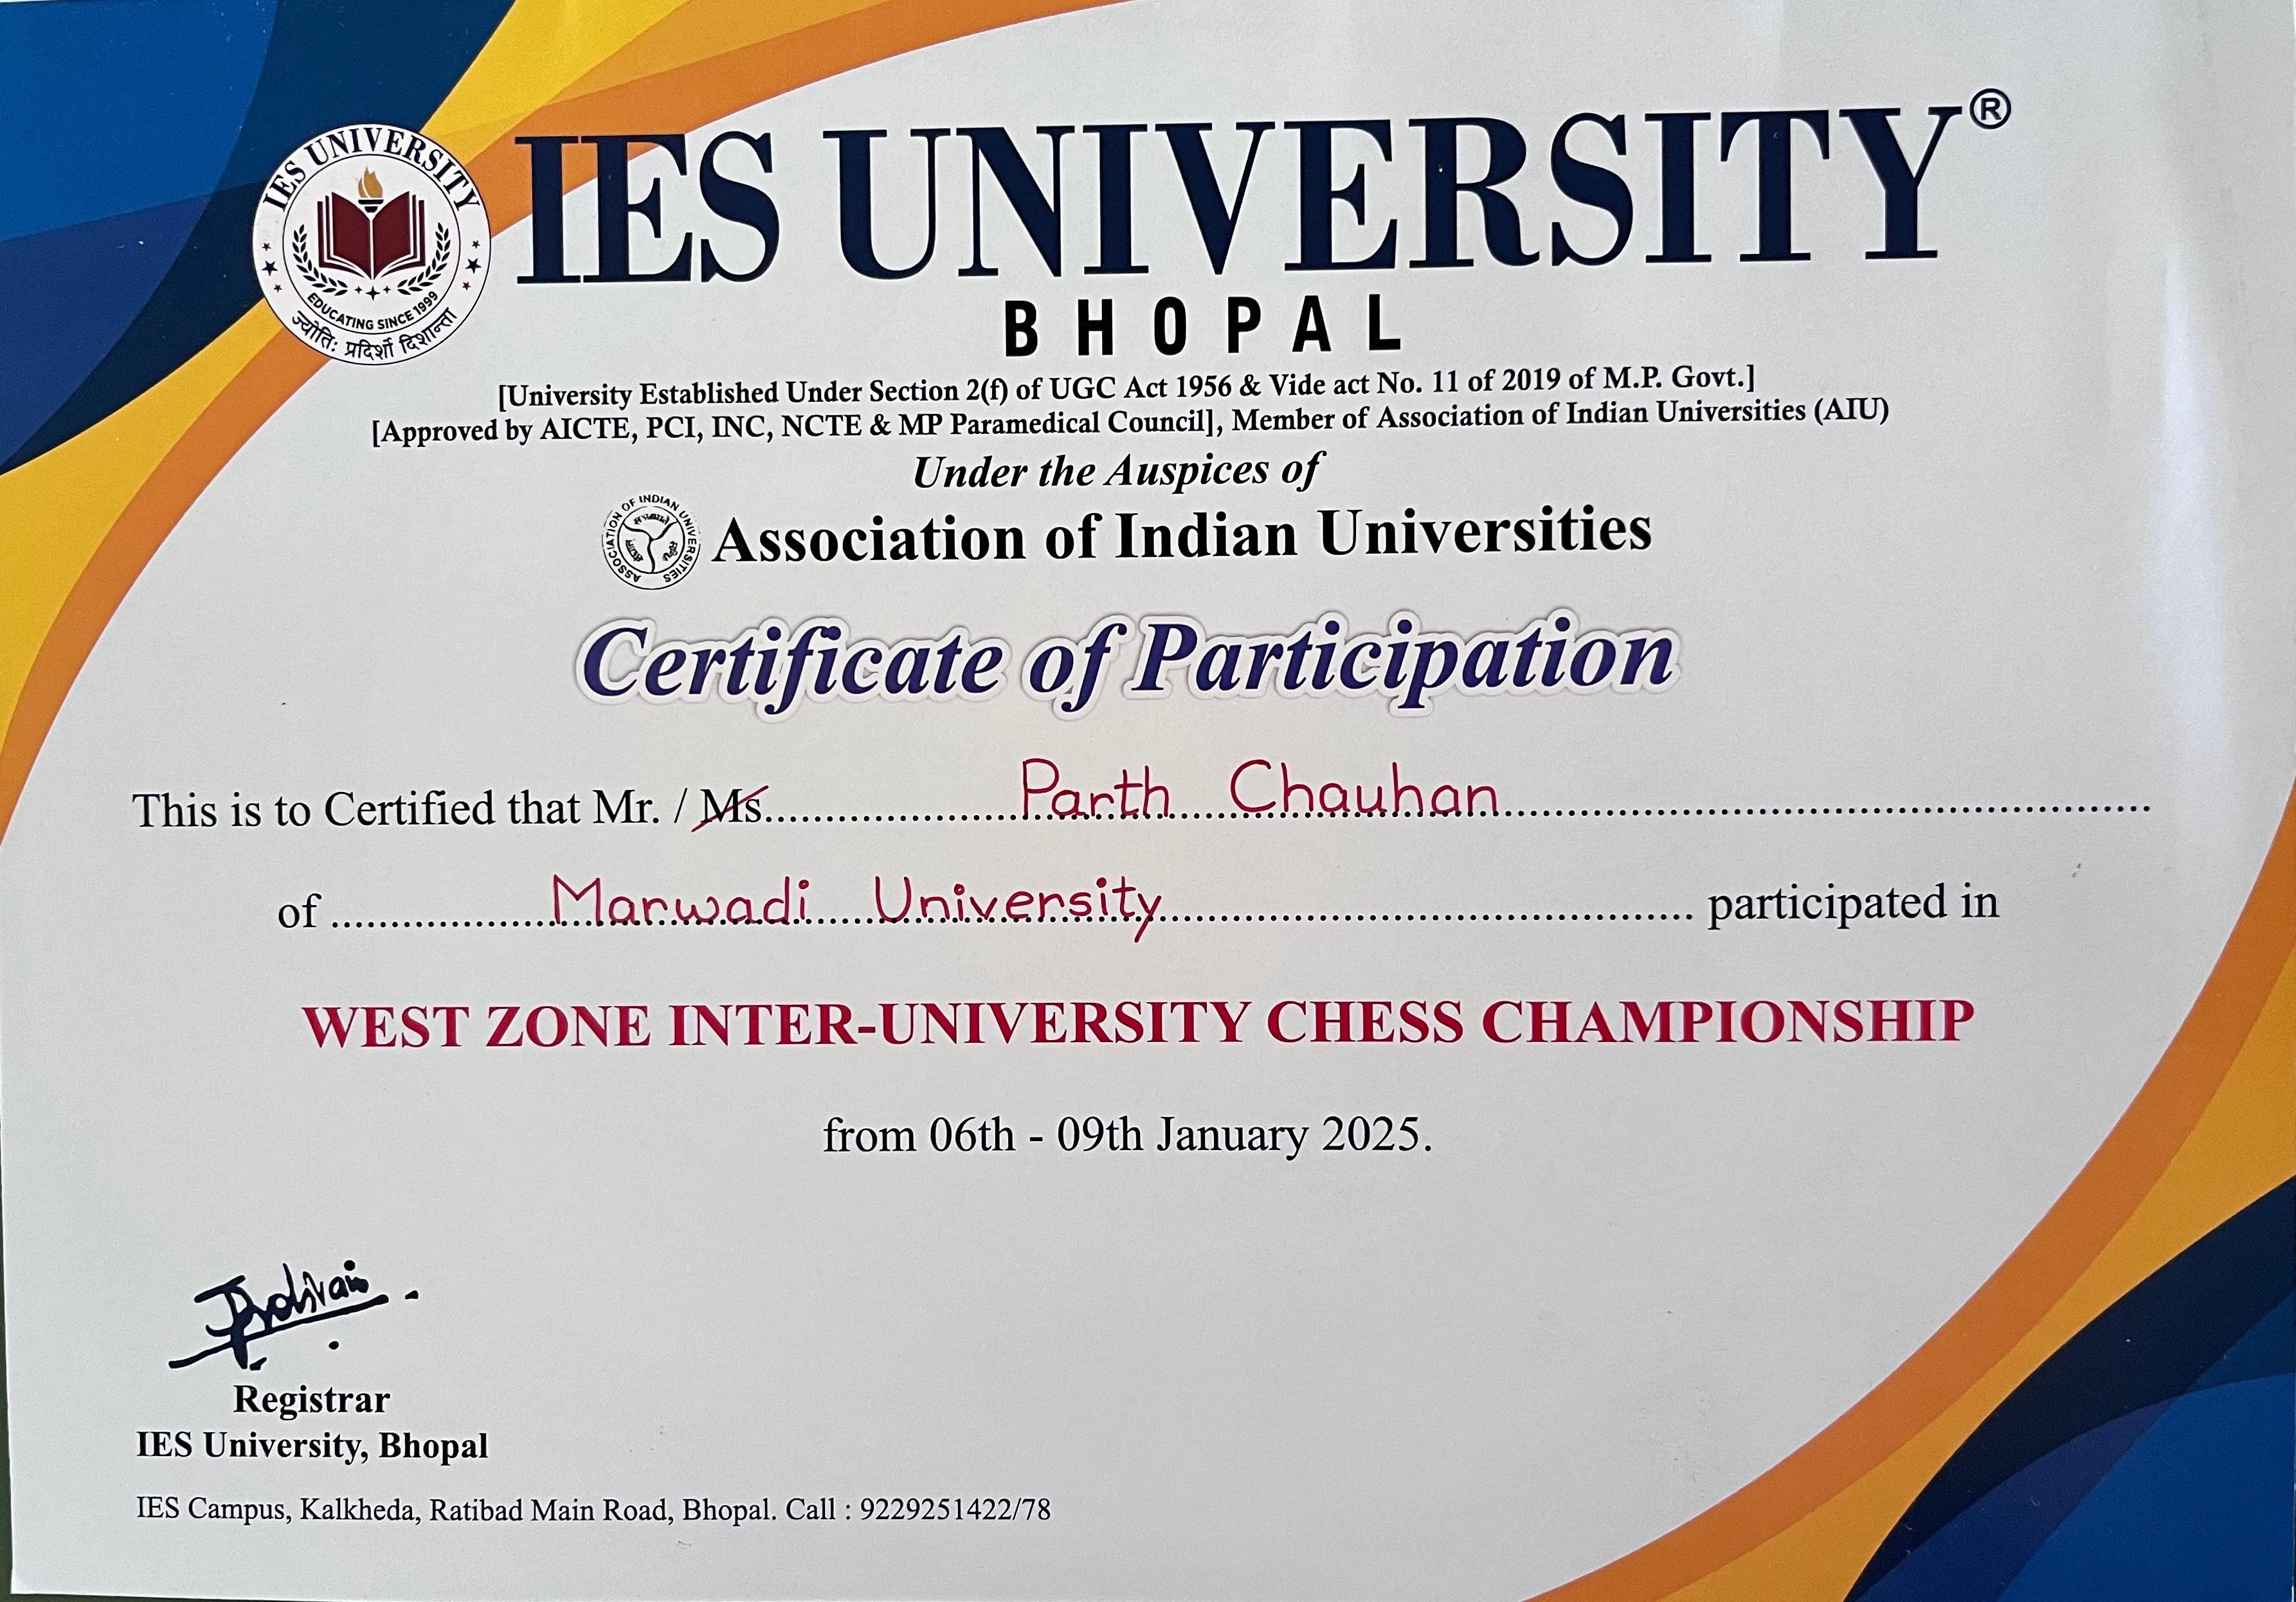 IES UNIVERSITY®
IES UNIVERSITY
EDUCATING SINCE 1999
ज्योतिः प्रदिर्शो दिशान्ता
BHOPAL
[University Established Under Section 2(f) of UGC Act 1956 & Vide act No. 11 of 2019 of M.P. Govt.]
[Approved by AICTE, PCI, INC, NCTE & MP Paramedical Council], Member of Association of Indian Universities (AIU)
Under the Auspices of
ASSOCIATION OF INDIAN UNIVERSITIES
Association of Indian Universities
Certificate of Participation
This is to Certified that Mr. / Ms. Parth Chauhan
of Marwadi University participated in
WEST ZONE INTER-UNIVERSITY CHESS CHAMPIONSHIP
from 06th - 09th January 2025.
Registrar
IES University, Bhopal
IES Campus, Kalkheda, Ratibad Main Road, Bhopal. Call : 9229251422/78